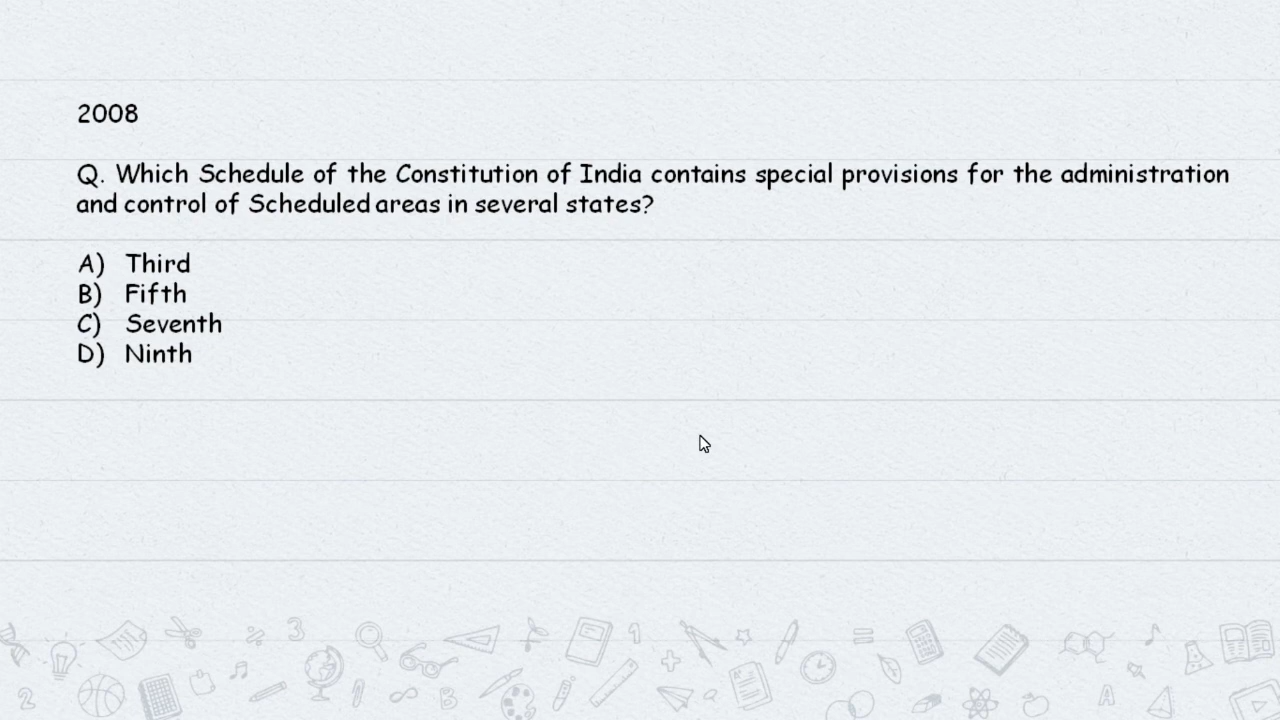 2008
Q. Which Schedule of the Constitution of India contains special provisions for the administration
and control of Scheduled areas in several states?
A) Third
B) Fifth
C) Seventh
D) Ninth